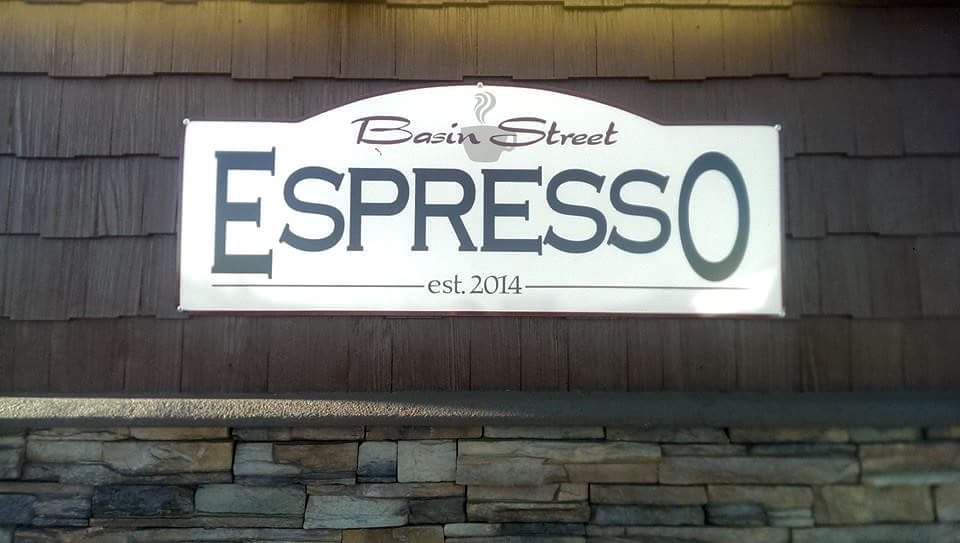 Basin Street
ESPRESSO
est. 2014